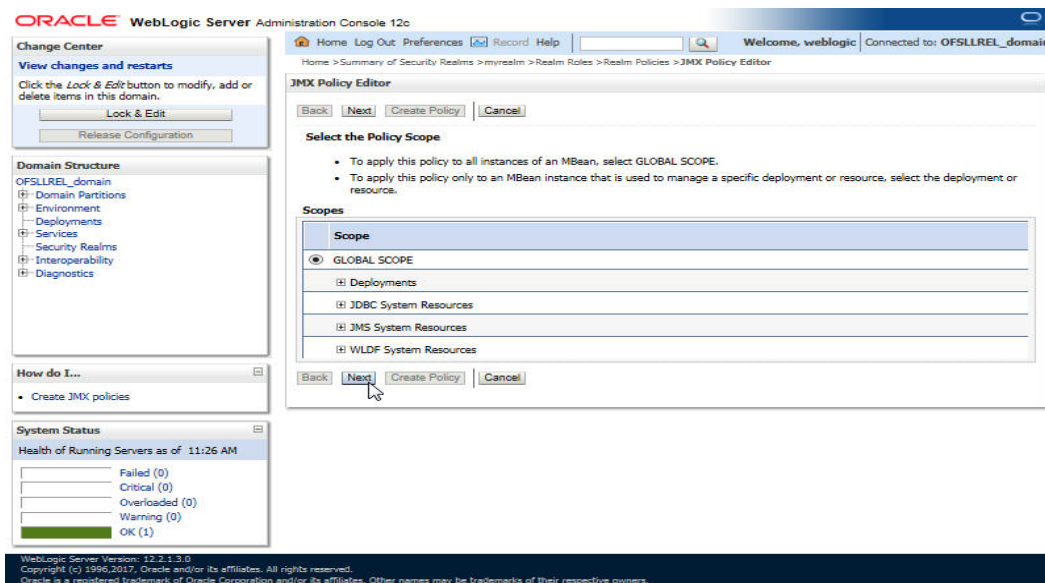 ORACLE WebLogic Server Administration Console 12c
Change Center
View changes and restarts
Click the Lock & Edit button to modify, add or
delete items in this domain.
Lock & Edit
Release Configuration
Domain Structure
OFSLLREL_domain
Domain Partitions
Environment
Deployments
Services
Security Realms
Interoperability
Diagnostics
How do I...
Create JMX policies
System Status
Health of Running Servers as of 11:26 AM
Failed (0)
Critical (0)
Overloaded (0)
Warning (0)
OK (1)
Home Log Out Preferences Record Help
Welcome, weblogic Connected to: OFSLLREL_domain
Home >Summary of Security Realms >myrealm >Realm Roles >Realm Policies >JMX Policy Editor
JMX Policy Editor
Back Next Create Policy Cancel
Select the Policy Scope
• To apply this policy to all instances of an MBean, select GLOBAL SCOPE.
• To apply this policy only to an MBean instance that is used to manage a specific deployment or resource, select the deployment or
resource.
Scopes
Scope
GLOBAL SCOPE
Deployments
JDBC System Resources
JMS System Resources
WLDF System Resources
Back Next Create Policy Cancel
WebLogic Server Version: 12.2.1.3.0
Copyright (c) 1996,2017, Oracle and/or its affiliates. All rights reserved.
Oracle is a registered trademark of Oracle Corporation and/or its affiliates. Other names may be trademarks of their respective owners.